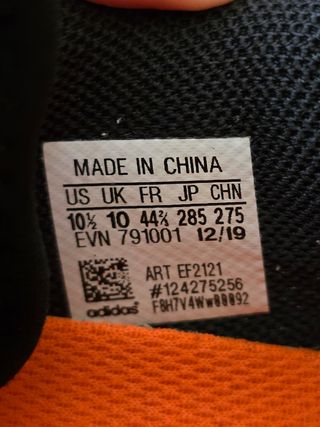 MADE IN CHINA
US UK FR JP CHN
10½ 10 44⅔ 285 275
EVN 791001 12/19
ART EF2121
#124275256
F8H7V4Ww00092
adidas